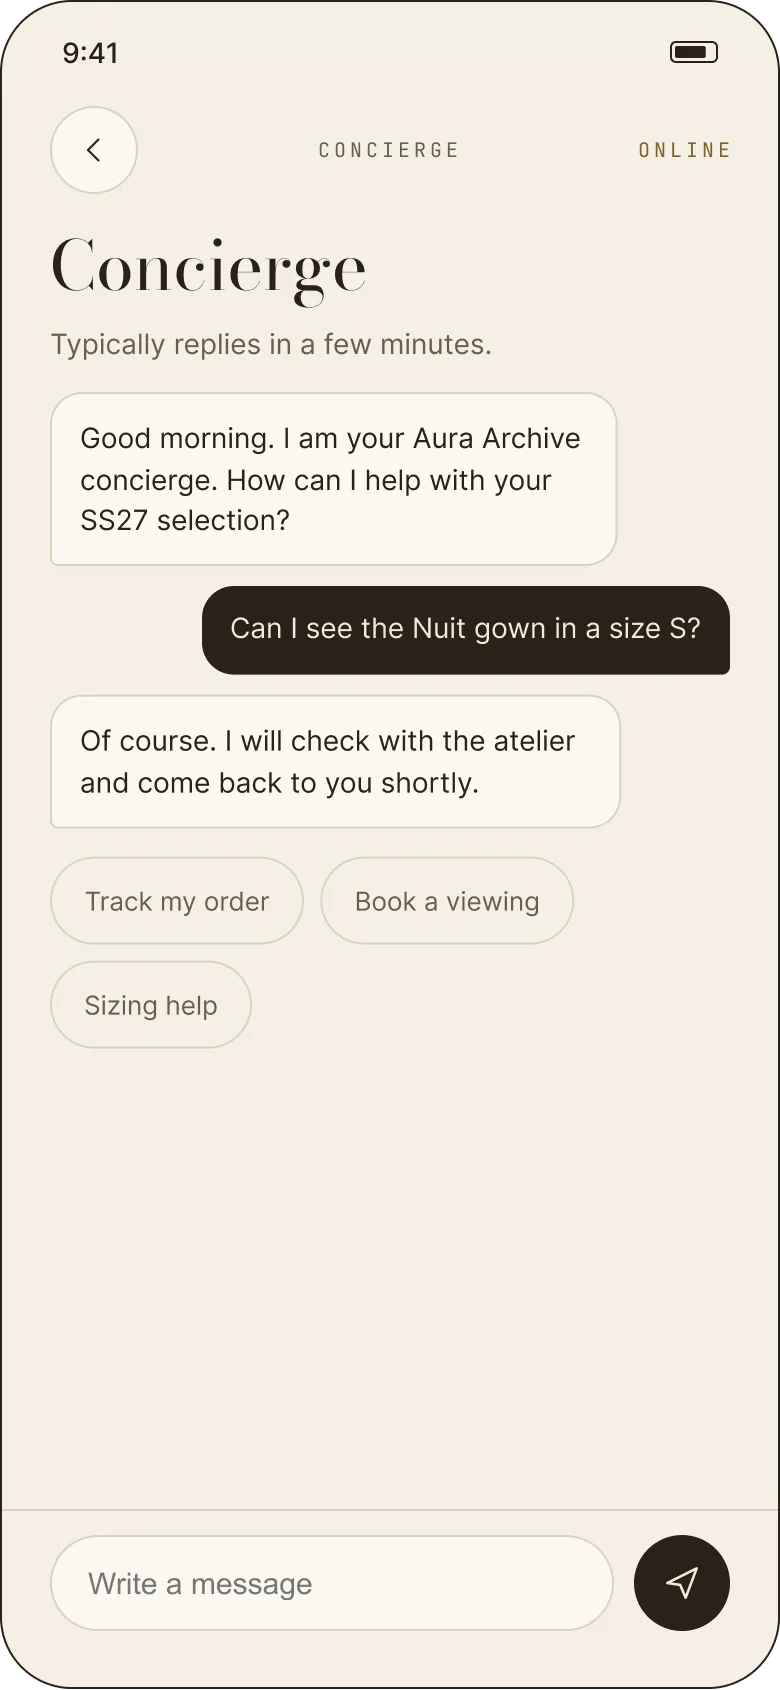 9:41
CONCIERGE
ONLINE
Concierge
Typically replies in a few minutes.
Good morning. I am your Aura Archive
concierge. How can I help with your
SS27 selection?
Can I see the Nuit gown in a size S?
Of course. I will check with the atelier
and come back to you shortly.
Track my order
Book a viewing
Sizing help
Write a message